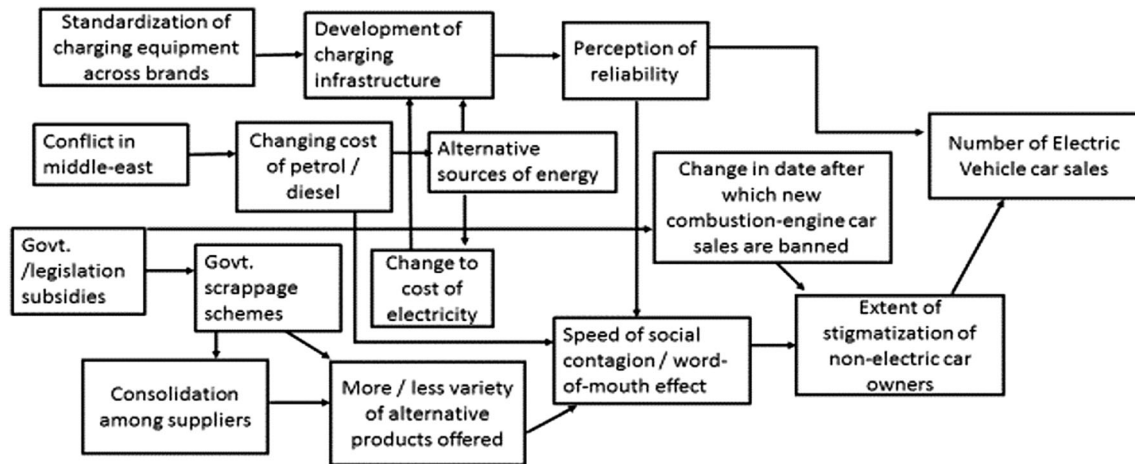 Standardization of
charging equipment
across brands
Development of
charging
infrastructure
Perception of
reliability
Number of Electric
Vehicle car sales
Conflict in
middle-east
Changing cost
of petrol /
diesel
Alternative
sources of energy
Change in date after
which new
combustion-engine car
sales are banned
Govt.
/legislation
subsidies
Govt.
scrappage
schemes
Change to
cost of
electricity
Speed of social
contagion / word-
of-mouth effect
Extent of
stigmatization of
non-electric car
owners
Consolidation
among suppliers
More / less variety
of alternative
products offered